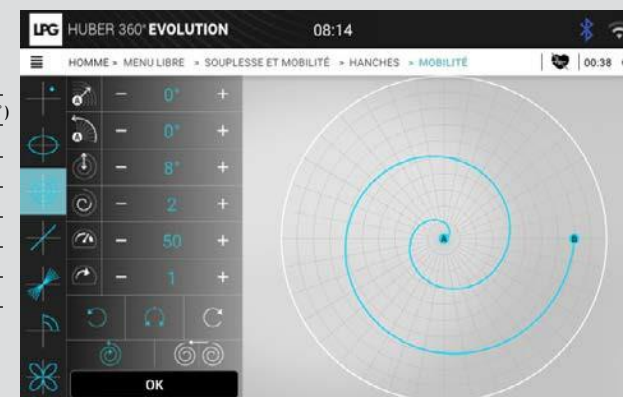 LPG HUBER 360° EVOLUTION 08:14
HOMME > MENU LIBRE > SOUPLESSE ET MOBILITÉ > HANCHES > MOBILITÉ 00:38
)
A - 0° +
A - 0° +
- 8° +
- 2 +
- 50 +
- 1 +
A B
OK